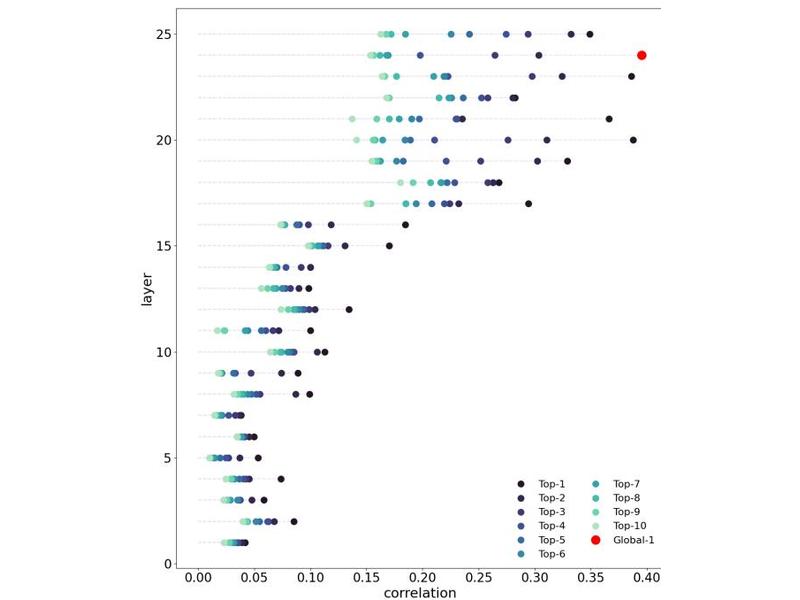 25
20
15
10
5
0
layer
0.00 0.05 0.10 0.15 0.20 0.25 0.30 0.35 0.40
correlation
Top-1 Top-7
Top-2 Top-8
Top-3 Top-9
Top-4 Top-10
Top-5 Global-1
Top-6